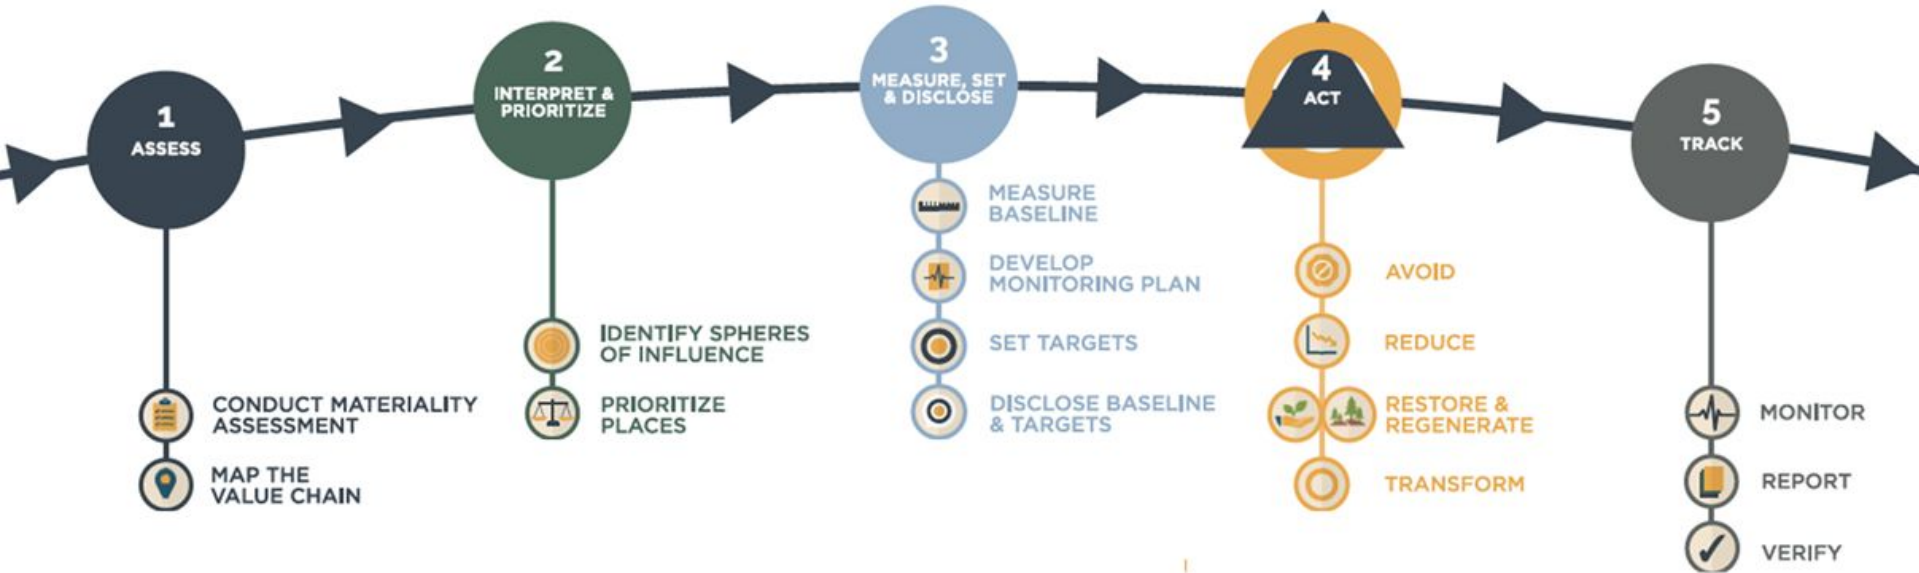 1
ASSESS
CONDUCT MATERIALITY
ASSESSMENT
MAP THE
VALUE CHAIN
2
INTERPRET &
PRIORITIZE
IDENTIFY SPHERES
OF INFLUENCE
PRIORITIZE
PLACES
3
MEASURE, SET
& DISCLOSE
MEASURE
BASELINE
DEVELOP
MONITORING PLAN
SET TARGETS
DISCLOSE BASELINE
& TARGETS
4
ACT
AVOID
REDUCE
RESTORE &
REGENERATE
TRANSFORM
5
TRACK
MONITOR
REPORT
VERIFY